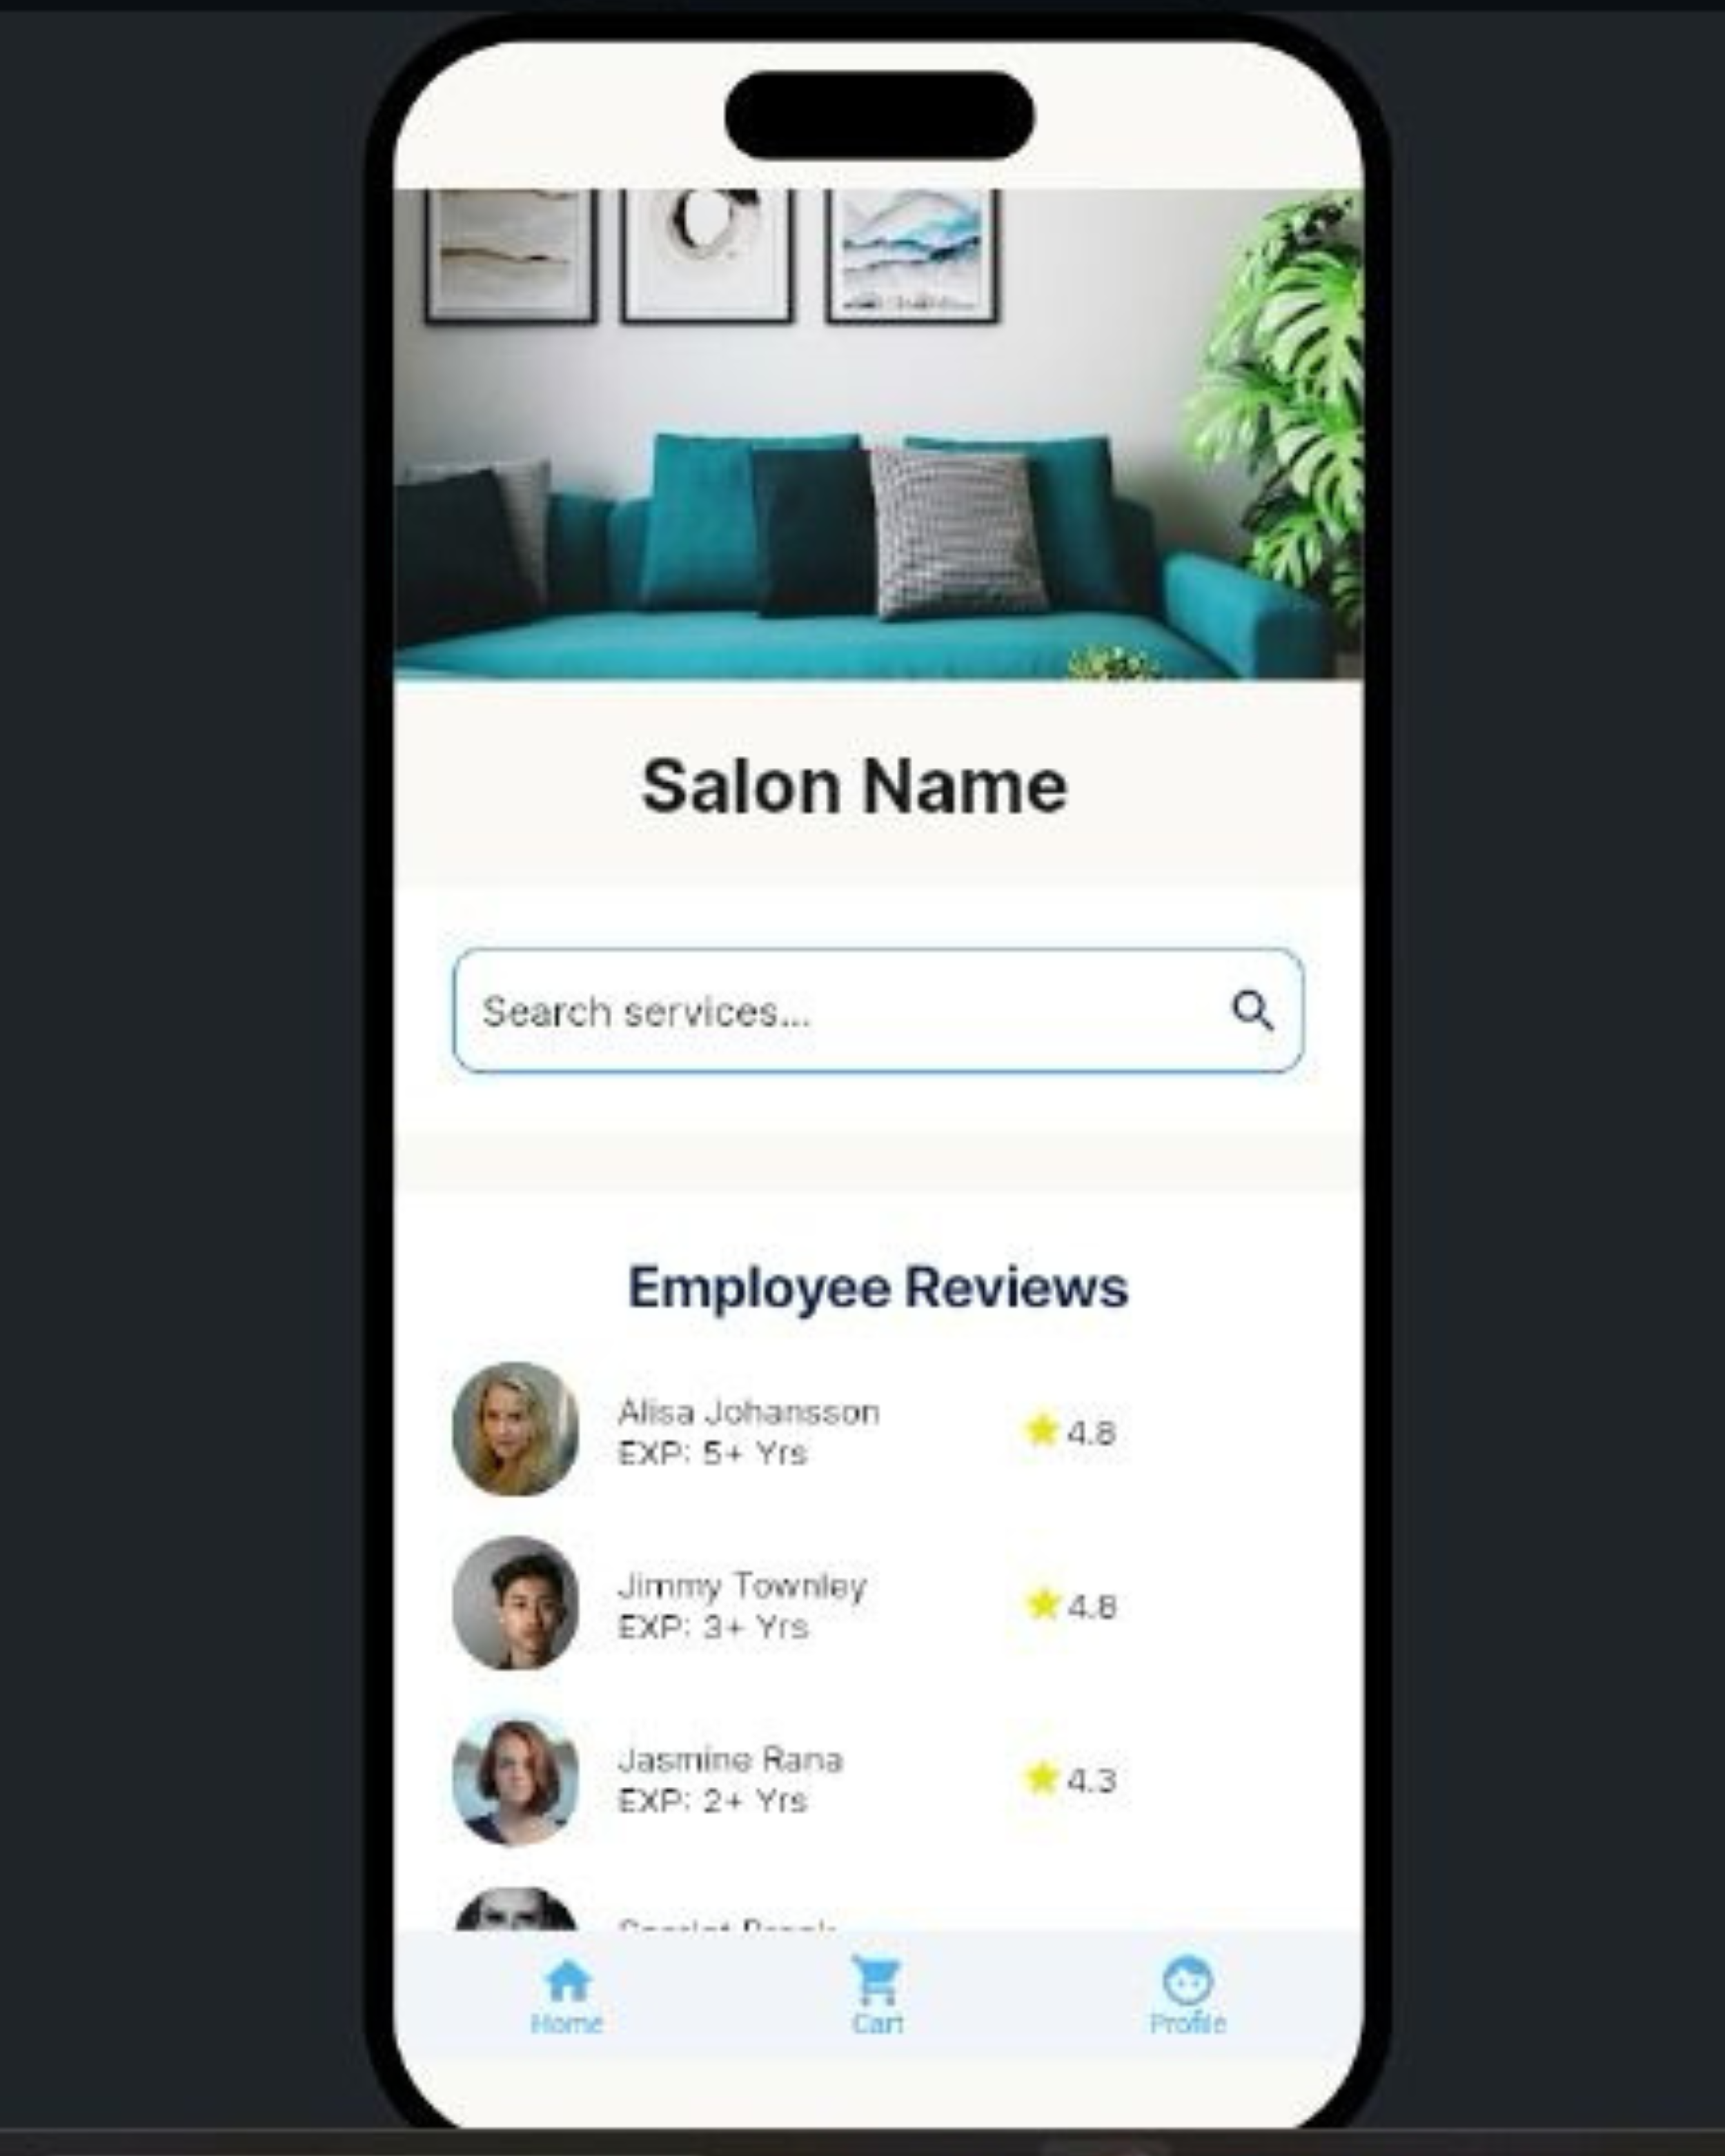 Salon Name
Search services...
Employee Reviews
Alisa Johansson
EXP: 5+ Yrs
4.8
Jimmy Townley
EXP: 3+ Yrs
4.8
Jasmine Rana
EXP: 2+ Yrs
4.3
Home
Cart
Profile